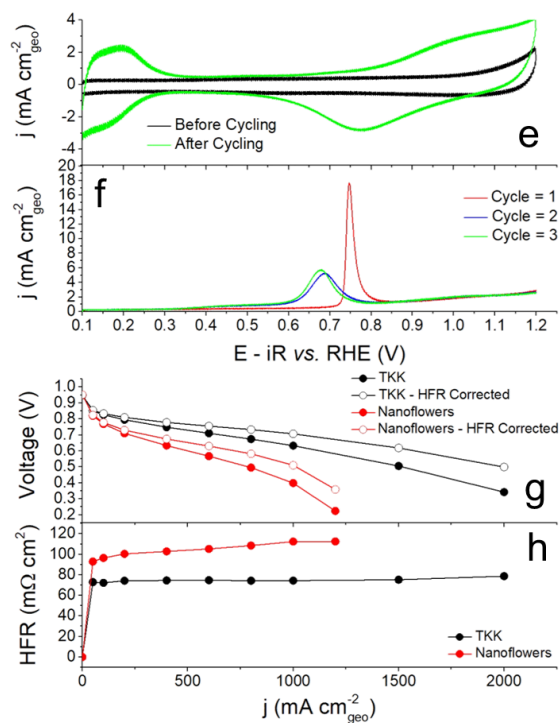 4
2
0
-2
-4
j (mA cm⁻²geo)
Before Cycling
After Cycling
e
20
18
16
14
12
10
8
6
4
2
0
j (mA cm⁻²geo)
f
Cycle = 1
Cycle = 2
Cycle = 3
0.1 0.2 0.3 0.4 0.5 0.6 0.7 0.8 0.9 1.0 1.1 1.2
E - iR vs. RHE (V)
TKK
TKK - HFR Corrected
Nanoflowers
Nanoflowers - HFR Corrected
1.0
0.9
0.8
0.7
0.6
0.5
0.4
0.3
0.2
Voltage (V)
g
120
100
80
60
40
20
0
HFR (mΩ cm²)
h
TKK
Nanoflowers
0 500 1000 1500 2000
j (mA cm⁻²geo)